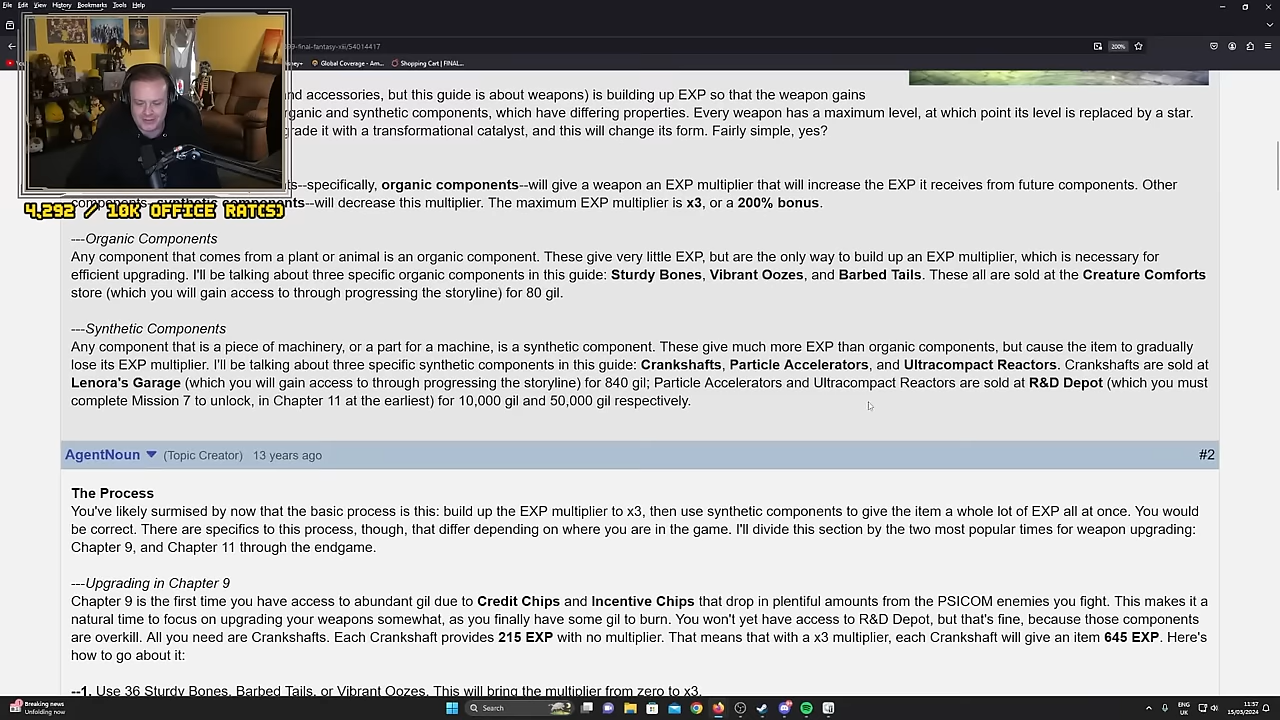 File Edit View History Bookmarks Tools Help
99-final-fantasy-xiii/54014417
200%
Global Coverage - Am...
Shopping Cart | FINAL...
nd accessories, but this guide is about weapons) is building up EXP so that the weapon gains
rganic and synthetic components, which have differing properties. Every weapon has a maximum level, at which point its level is replaced by a star.
rade it with a transformational catalyst, and this will change its form. Fairly simple, yes?
ts--specifically, organic components--will give a weapon an EXP multiplier that will increase the EXP it receives from future components. Other
components--will decrease this multiplier. The maximum EXP multiplier is x3, or a 200% bonus.
4,292 / 10K OFFICE RAT(S)
---Organic Components
Any component that comes from a plant or animal is an organic component. These give very little EXP, but are the only way to build up an EXP multiplier, which is necessary for
efficient upgrading. I'll be talking about three specific organic components in this guide: Sturdy Bones, Vibrant Oozes, and Barbed Tails. These all are sold at the Creature Comforts
store (which you will gain access to through progressing the storyline) for 80 gil.
---Synthetic Components
Any component that is a piece of machinery, or a part for a machine, is a synthetic component. These give much more EXP than organic components, but cause the item to gradually
lose its EXP multiplier. I'll be talking about three specific synthetic components in this guide: Crankshafts, Particle Accelerators, and Ultracompact Reactors. Crankshafts are sold at
Lenora's Garage (which you will gain access to through progressing the storyline) for 840 gil; Particle Accelerators and Ultracompact Reactors are sold at R&D Depot (which you must
complete Mission 7 to unlock, in Chapter 11 at the earliest) for 10,000 gil and 50,000 gil respectively.
AgentNoun (Topic Creator) 13 years ago #2
The Process
You've likely surmised by now that the basic process is this: build up the EXP multiplier to x3, then use synthetic components to give the item a whole lot of EXP all at once. You would
be correct. There are specifics to this process, though, that differ depending on where you are in the game. I'll divide this section by the two most popular times for weapon upgrading:
Chapter 9, and Chapter 11 through the endgame.
---Upgrading in Chapter 9
Chapter 9 is the first time you have access to abundant gil due to Credit Chips and Incentive Chips that drop in plentiful amounts from the PSICOM enemies you fight. This makes it a
natural time to focus on upgrading your weapons somewhat, as you finally have some gil to burn. You won't yet have access to R&D Depot, but that's fine, because those components
are overkill. All you need are Crankshafts. Each Crankshaft provides 215 EXP with no multiplier. That means that with a x3 multiplier, each Crankshaft will give an item 645 EXP. Here's
how to go about it:
--1. Use 36 Sturdy Bones, Barbed Tails, or Vibrant Oozes. This will bring the multiplier from zero to x3.
Breaking news
Unfolding now
Search
ENG
UK
11:57
15/03/2024